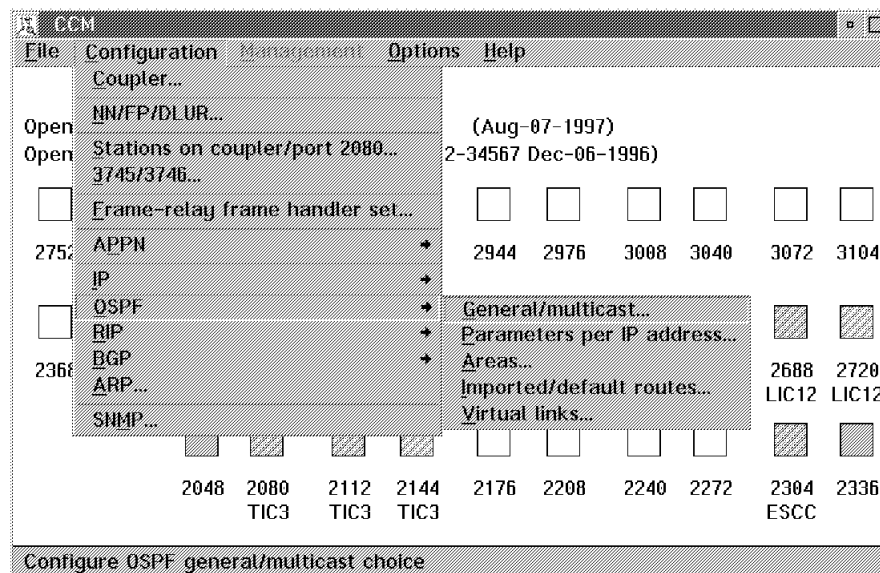 CCM
File Configuration Management Options Help
Coupler...
NN/FP/DLUR...
Open (Aug-07-1997)
Stations on coupler/port 2080...
Open 2-34567 Dec-06-1996)
3745/3746...
Frame-relay frame handler set...
APPN
2752 2944 2976 3008 3040 3072 3104
IP
OSPF
General/multicast...
RIP
Parameters per IP address...
BGP
Areas...
2368 2688 2720
ARP...
Imported/default routes...
LIC12 LIC12
SNMP...
Virtual links...
2048 2080 2112 2144 2176 2208 2240 2272 2304 2336
TIC3 TIC3 TIC3 ESCC
Configure OSPF general/multicast choice